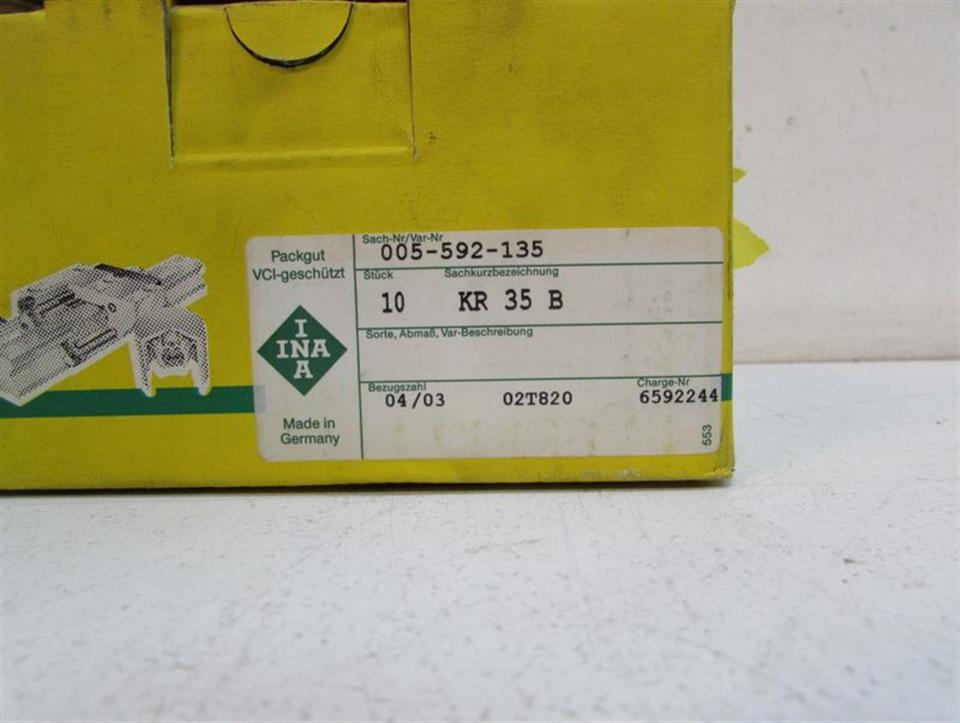 Packgut
VCI-geschützt
I
INA
A
Made in
Germany
Sach-Nr/Var-Nr
005-592-135
Stück Sachkurzbezeichnung
10 KR 35 B
Sorte, Abmaß, Var-Beschreibung
Bezugszahl Charge-Nr
04/03 02T820 6592244
553